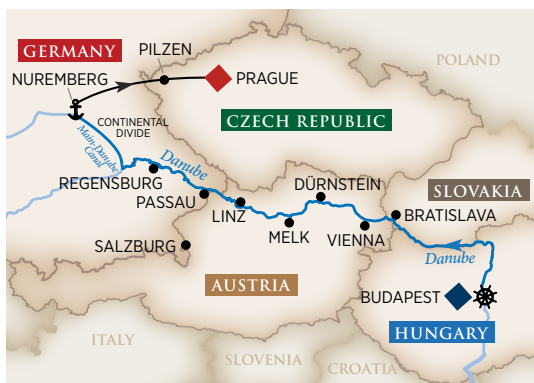 GERMANY
PILZEN
POLAND
NUREMBERG
PRAGUE
CONTINENTAL
DIVIDE
CZECH REPUBLIC
Main-Danube
Canal
Danube
REGENSBURG
DÜRNSTEIN
SLOVAKIA
PASSAU
LINZ
BRATISLAVA
MELK
VIENNA
SALZBURG
Danube
AUSTRIA
BUDAPEST
HUNGARY
ITALY
SLOVENIA
CROATIA